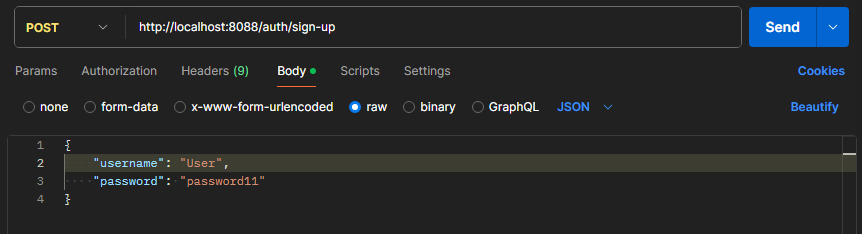 POST http://localhost:8088/auth/sign-up Send
Params Authorization Headers (9) Body Scripts Settings Cookies
none form-data x-www-form-urlencoded raw binary GraphQL JSON Beautify
1 {
2 "username": "User",
3 "password": "password11"
4 }